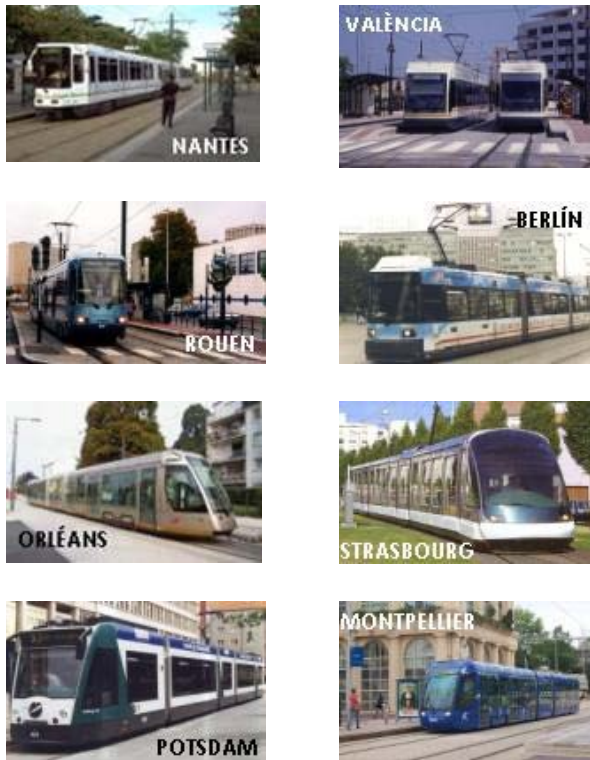 NANTES
VALÈNCIA
ROUEN
BERLÍN
ORLÉANS
STRASBOURG
POTSDAM
MONTPELLIER